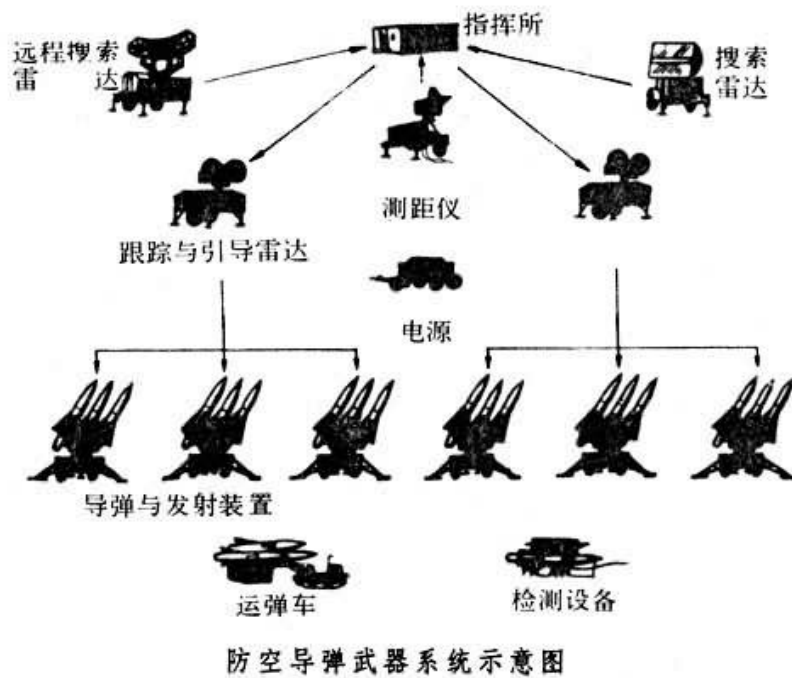 指挥所
远程搜索
雷 达
搜索
雷达
测距仪
跟踪与引导雷达
电源
导弹与发射装置
运弹车
检测设备
防空导弹武器系统示意图